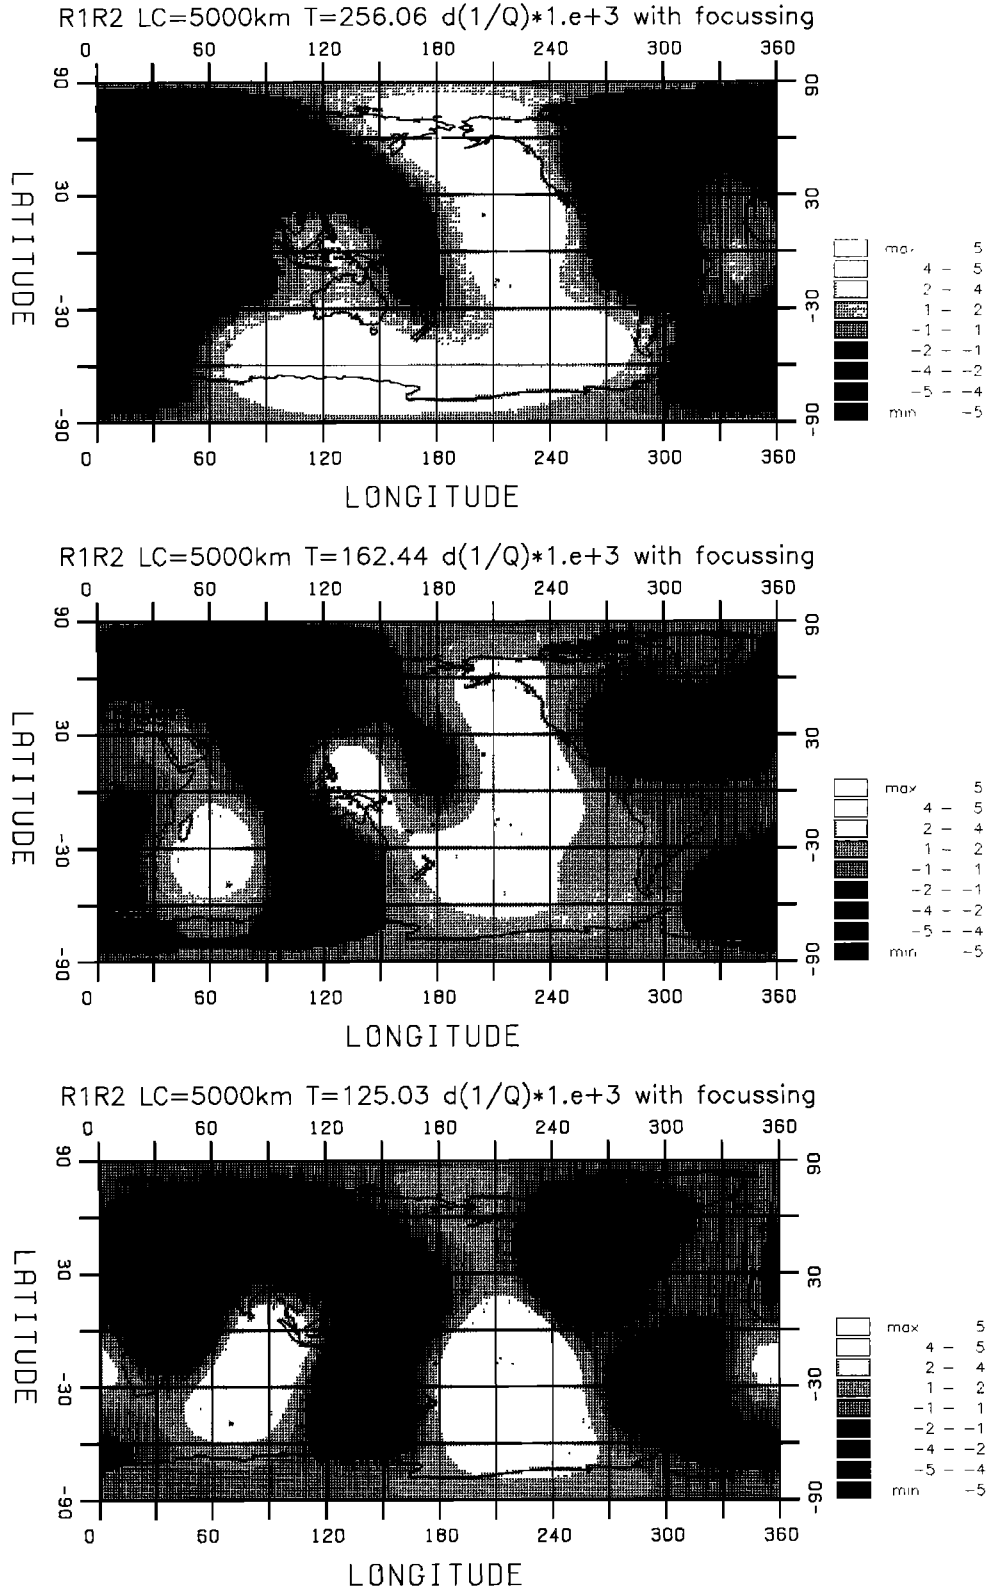 R1R2 LC=5000km T=256.06 d(1/Q)*1.e+3 with focussing
0 60 120 180 240 300 360
90 90
30 30
-30 -30
-90 -90
LATITUDE
0 60 120 180 240 300 360
LONGITUDE
max 5
4 - 5
2 - 4
1 - 2
-1 - 1
-2 - -1
-4 - -2
-5 - -4
min -5
R1R2 LC=5000km T=162.44 d(1/Q)*1.e+3 with focussing
0 60 120 180 240 300 360
90 90
30 30
-30 -30
-90 -90
LATITUDE
0 60 120 180 240 300 360
LONGITUDE
max 5
4 - 5
2 - 4
1 - 2
-1 - 1
-2 - -1
-4 - -2
-5 - -4
min -5
R1R2 LC=5000km T=125.03 d(1/Q)*1.e+3 with focussing
0 60 120 180 240 300 360
90 90
30 30
-30 -30
-90 -90
LATITUDE
0 60 120 180 240 300 360
LONGITUDE
max 5
4 - 5
2 - 4
1 - 2
-1 - 1
-2 - -1
-4 - -2
-5 - -4
min -5